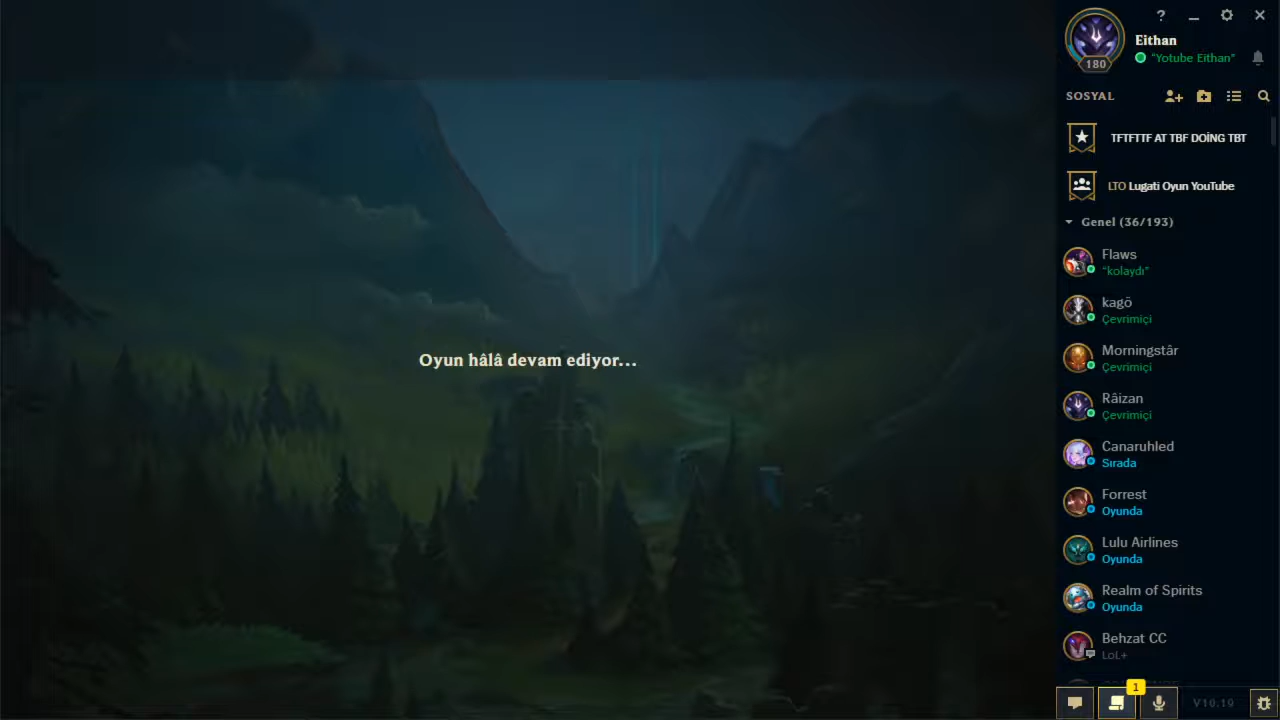 ?
Eithan
"Yotube Eithan"
180
SOSYAL
TFTFTTF AT TBF DOİNG TBT
LTO Lugati Oyun YouTube
Genel (36/193)
Flaws
"kolaydı"
kagö
Çevrimiçi
Morningstâr
Çevrimiçi
Râizan
Çevrimiçi
Canaruhled
Sırada
Forrest
Oyunda
Lulu Airlines
Oyunda
Realm of Spirits
Oyunda
Behzat CC
LoL+
Oyun hâlâ devam ediyor...
1
V10.19